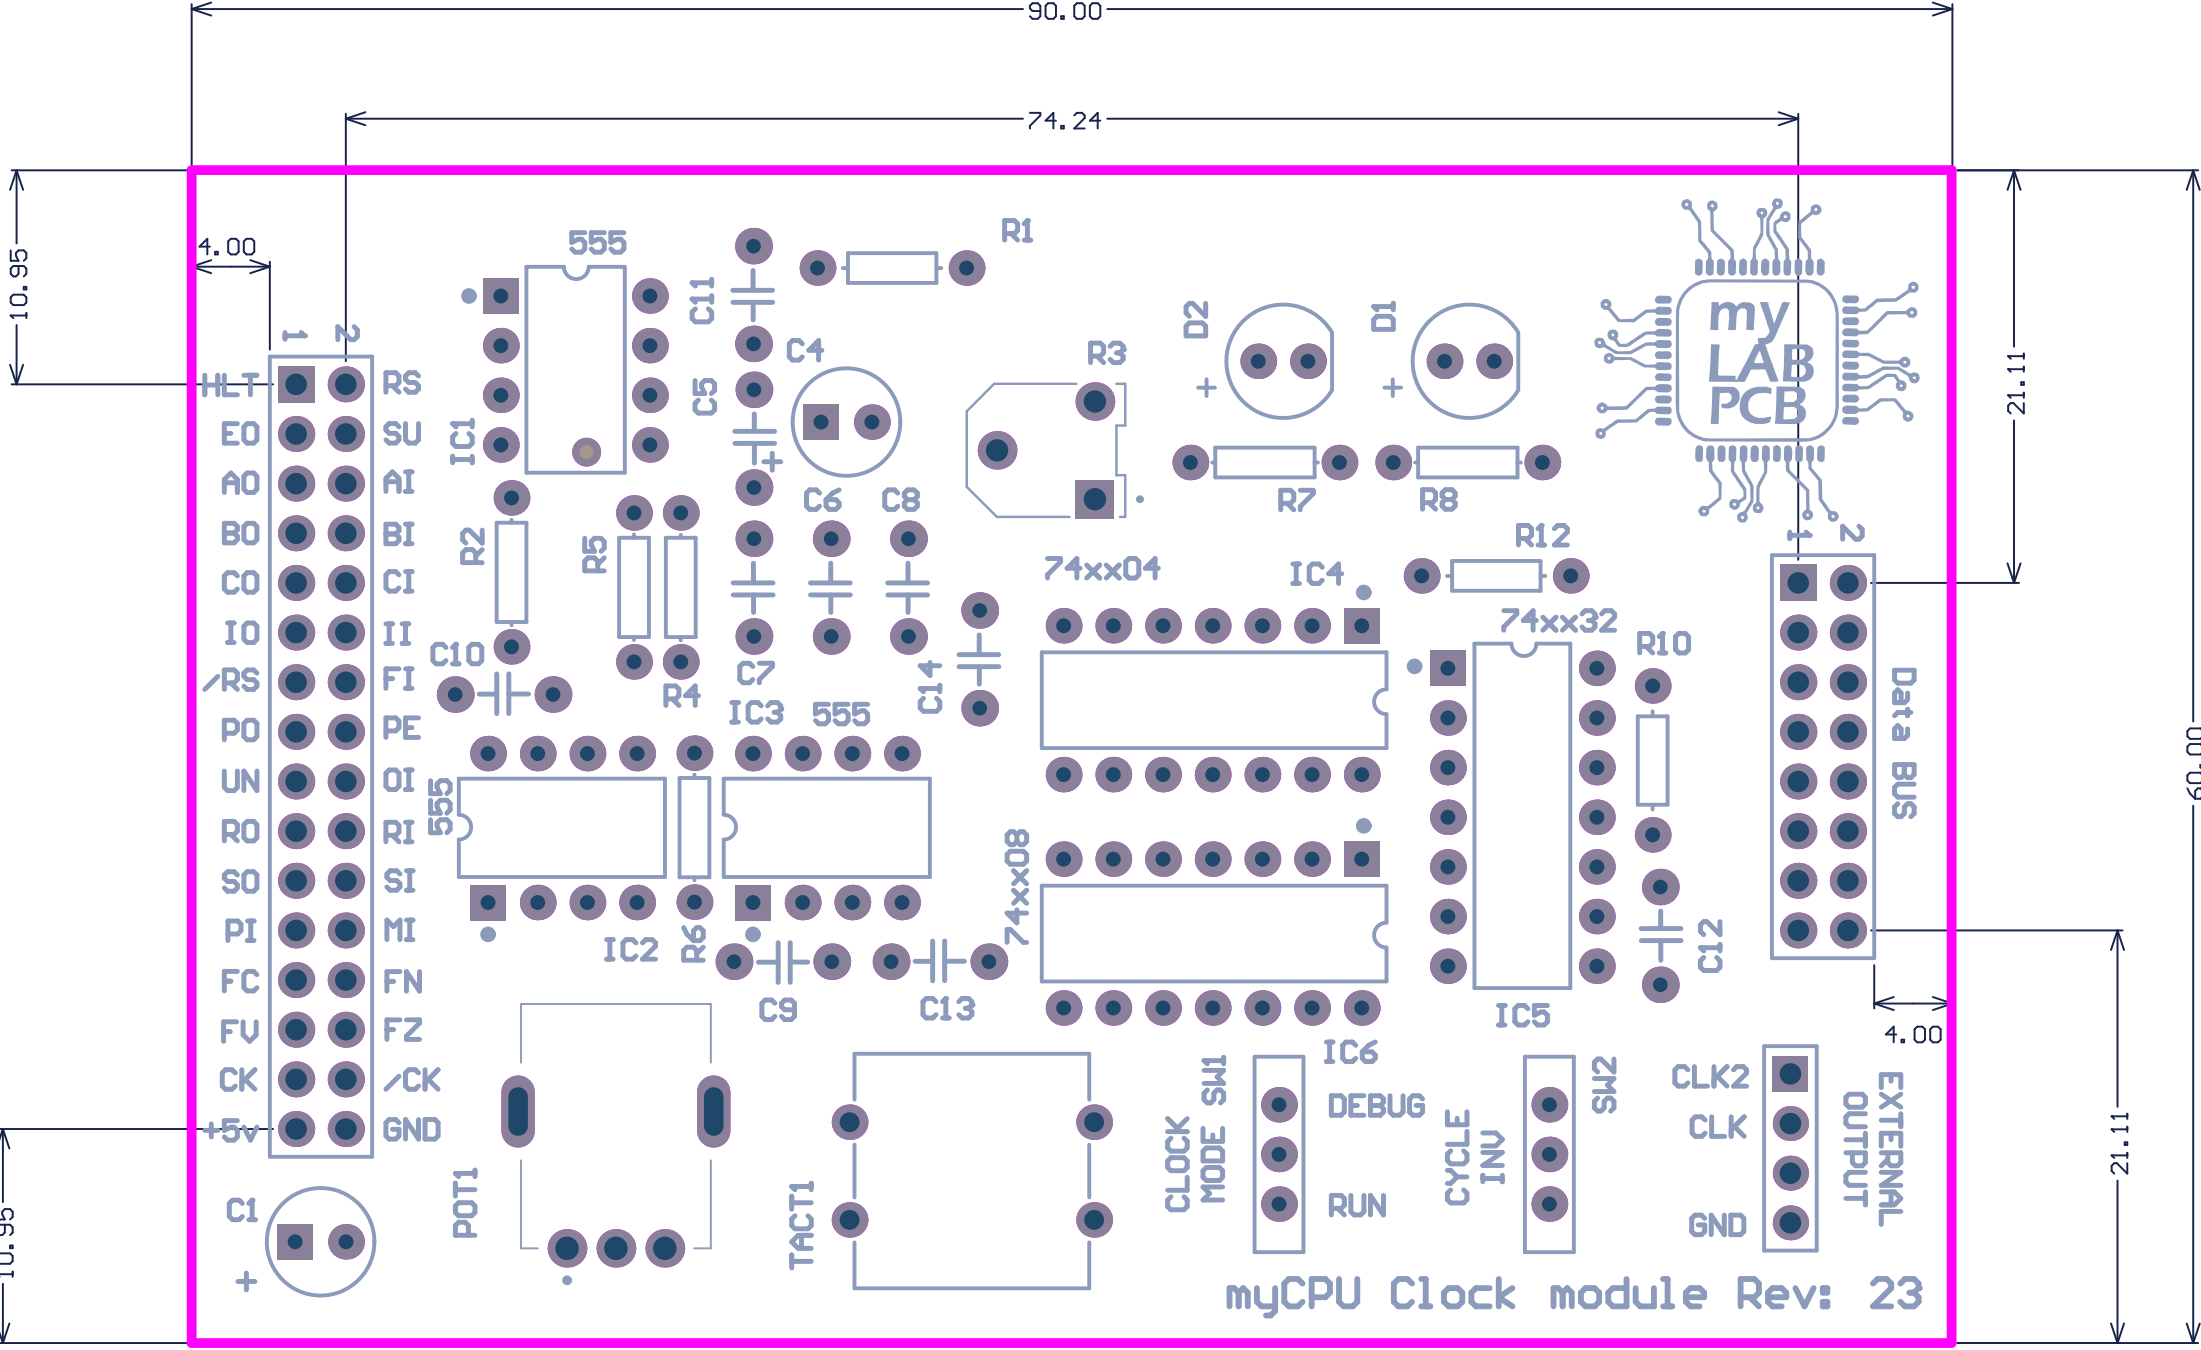 90.00
74.24
10.95
4.00
21.11
60.00
555
R1
C11
D2
D1
my
LAB
PCB
1
2
C4
R3
C5
IC1
HLT RS
EO SU
AO AI
BO BI
CO CI
IO II
/RS FI
PO PE
UN OI
RO RI
SO SI
PI MI
FC FN
FV FZ
CK /CK
+5v GND
+
+
+
C6
C8
R7
R8
R2
R5
R12
1
2
74xx04
IC4
74xx32
R10
C10
C7
R4
C14
IC3
555
Data BUS
555
74xx08
IC2
R6
C9
C13
C12
IC5
4.00
IC6
CLOCK
MODE SW1
DEBUG
RUN
CYCLE
INV
SW2
CLK2
CLK
GND
EXTERNAL
OUTPUT
21.11
10.95
C1
+
POT1
TACT1
myCPU Clock module Rev: 23